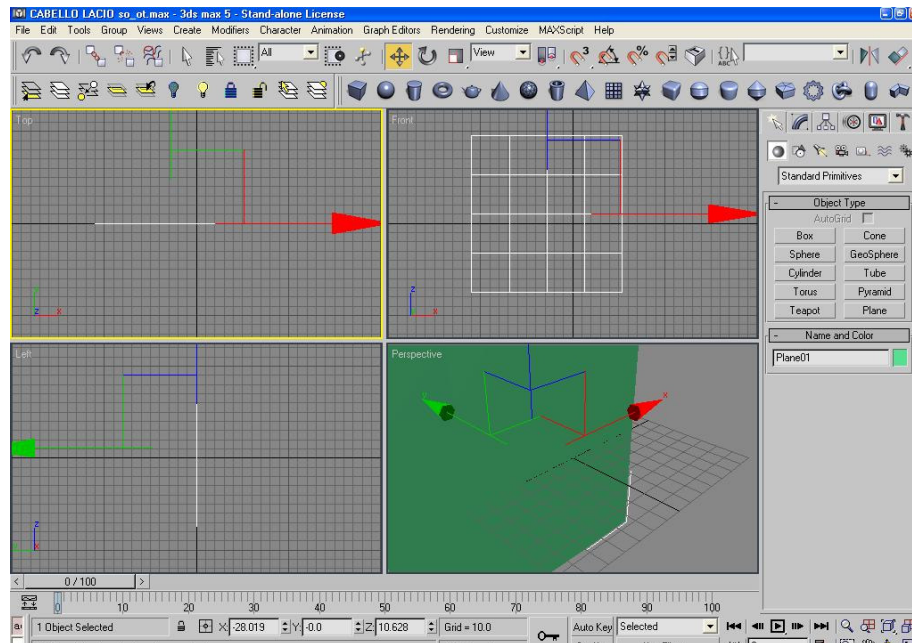 CABELLO LACIO so_ot.max - 3ds max 5 - Stand-alone License
File Edit Tools Group Views Create Modifiers Character Animation Graph Editors Rendering Customize MAXScript Help
All View
Top Front
Standard Primitives
- Object Type
AutoGrid
Box Cone
Sphere GeoSphere
Cylinder Tube
Torus Pyramid
Teapot Plane
- Name and Color
Plane01
Left Perspective
z x
z x
z
0 / 100
0 10 20 30 40 50 60 70 80 90 100
1 Object Selected X: -28.019 Y: -0.0 Z: 10.628 Grid = 10.0 Auto Key Selected